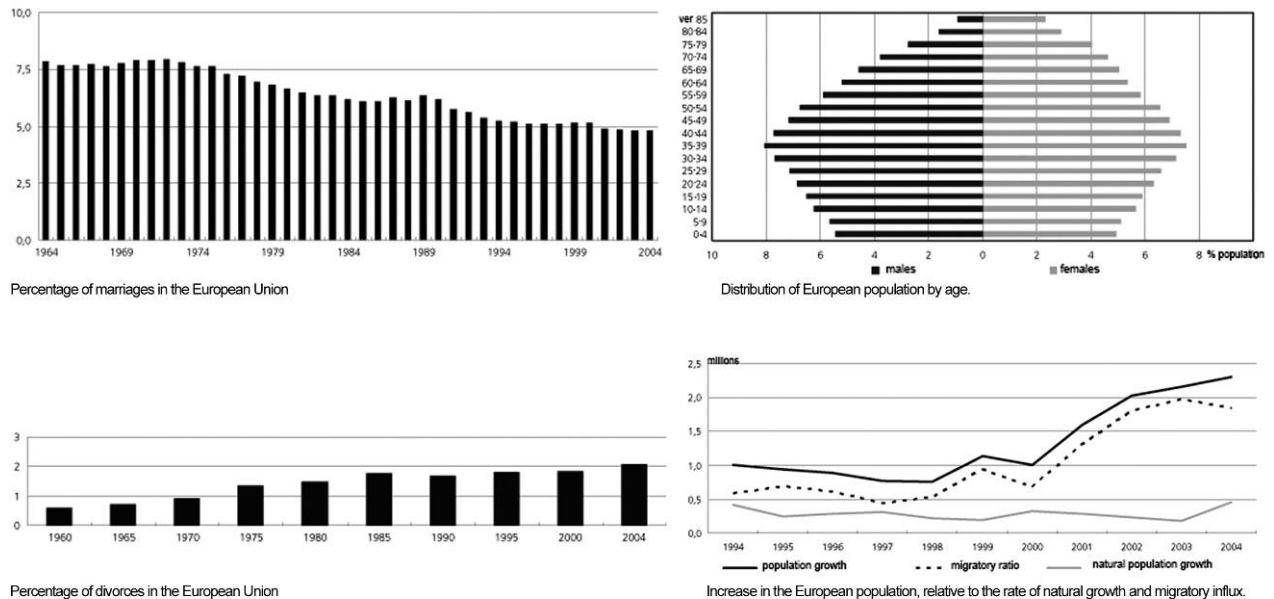 10,0
7,5
5,0
2,5
0,0
1964 1969 1974 1979 1984 1989 1994 1999 2004
Percentage of marriages in the European Union
ver 85
80-84
75-79
70-74
65-69
60-64
55-59
50-54
45-49
40-44
35-39
30-34
25-29
20-24
15-19
10-14
5-9
0-4
10 8 6 4 2 0 2 4 6 8 % population
males females
Distribution of European population by age.
3
2
1
0
1960 1965 1970 1975 1980 1985 1990 1995 2000 2004
Percentage of divorces in the European Union
2,5 millions
2,0
1,5
1,0
0,5
0,0
1994 1995 1996 1997 1998 1999 2000 2001 2002 2003 2004
population growth migratory ratio natural population growth
Increase in the European population, relative to the rate of natural growth and migratory influx.